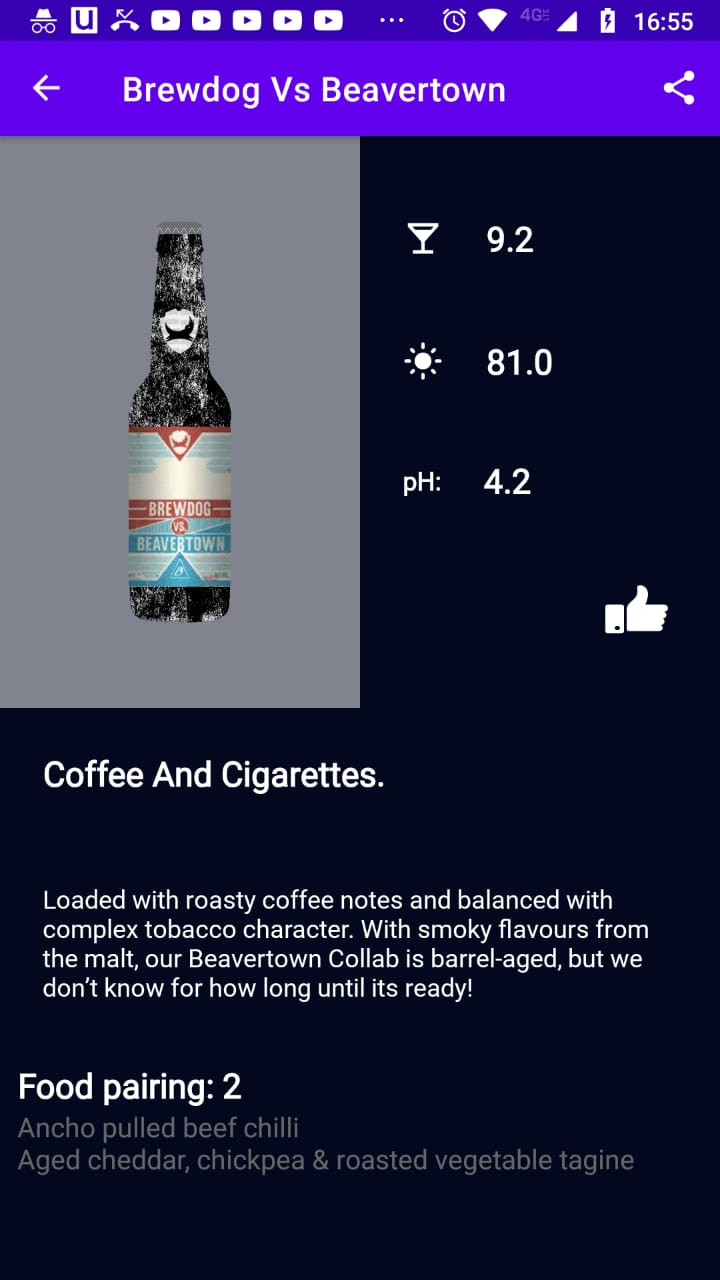 4G
16:55
Brewdog Vs Beavertown
9.2
81.0
pH: 4.2
BREWDOG
VS.
BEAVERTOWN
Coffee And Cigarettes.
Loaded with roasty coffee notes and balanced with
complex tobacco character. With smoky flavours from
the malt, our Beavertown Collab is barrel-aged, but we
don’t know for how long until its ready!
Food pairing: 2
Ancho pulled beef chilli
Aged cheddar, chickpea & roasted vegetable tagine